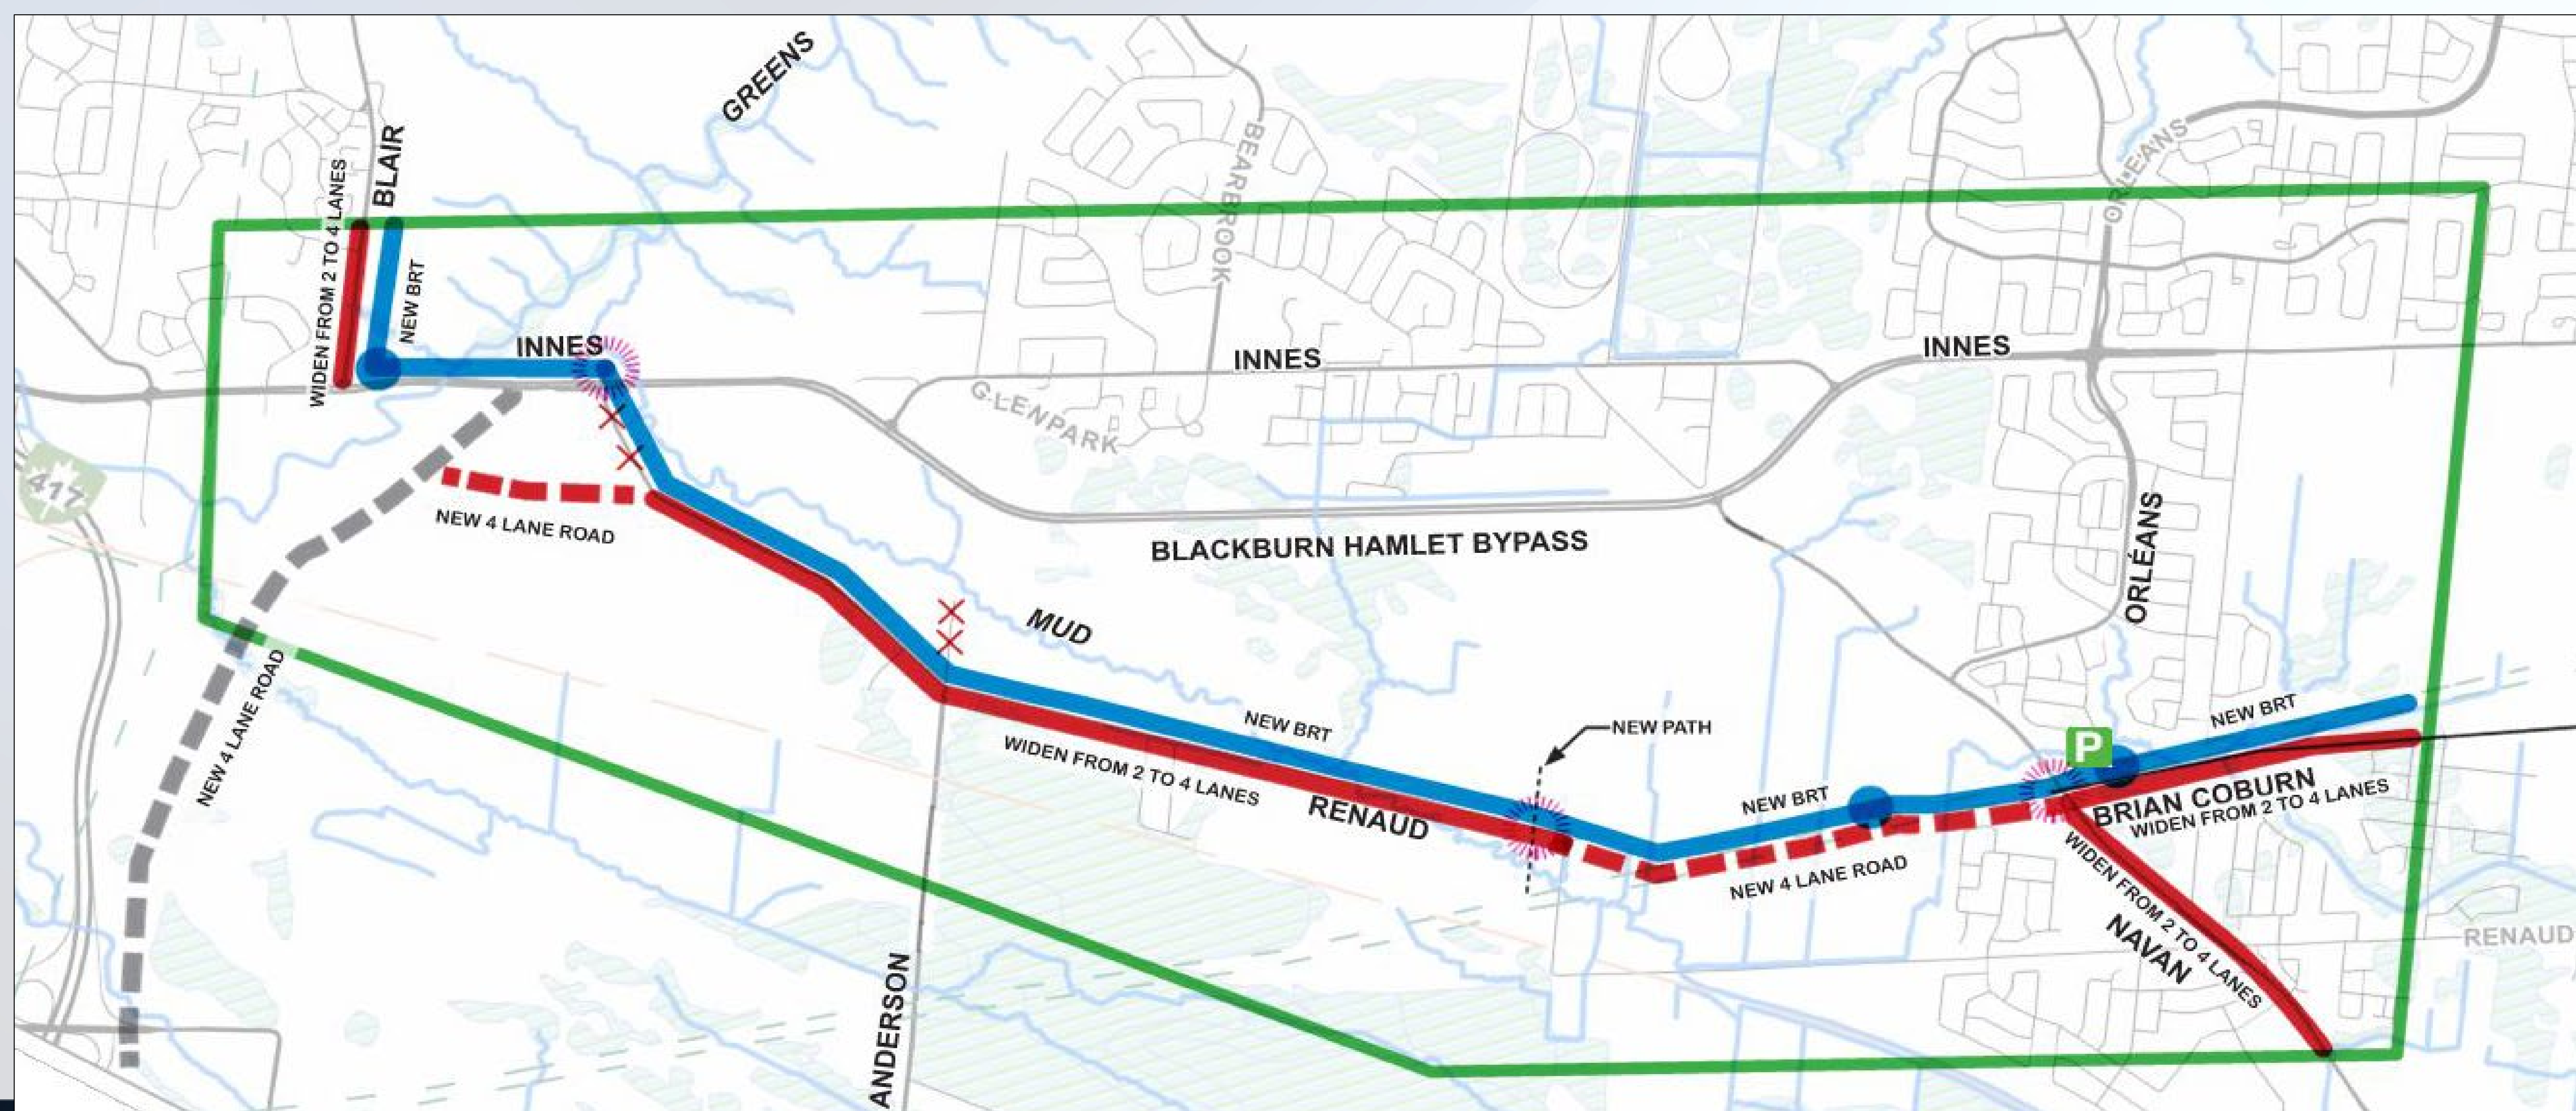 GREENS
BLAIR
WIDEN FROM 2 TO 4 LANES
NEW BRT
BEARBROOK
ORLEANS
INNES
INNES
INNES
GLENPARK
417
NEW 4 LANE ROAD
BLACKBURN HAMLET BYPASS
ORLÉANS
MUD
NEW 4 LANE ROAD
NEW BRT
NEW PATH
NEW BRT
P
WIDEN FROM 2 TO 4 LANES
RENAUD
NEW BRT
BRIAN COBURN
WIDEN FROM 2 TO 4 LANES
NEW 4 LANE ROAD
WIDEN FROM 2 TO 4 LANES
NAVAN
RENAUD
ANDERSON